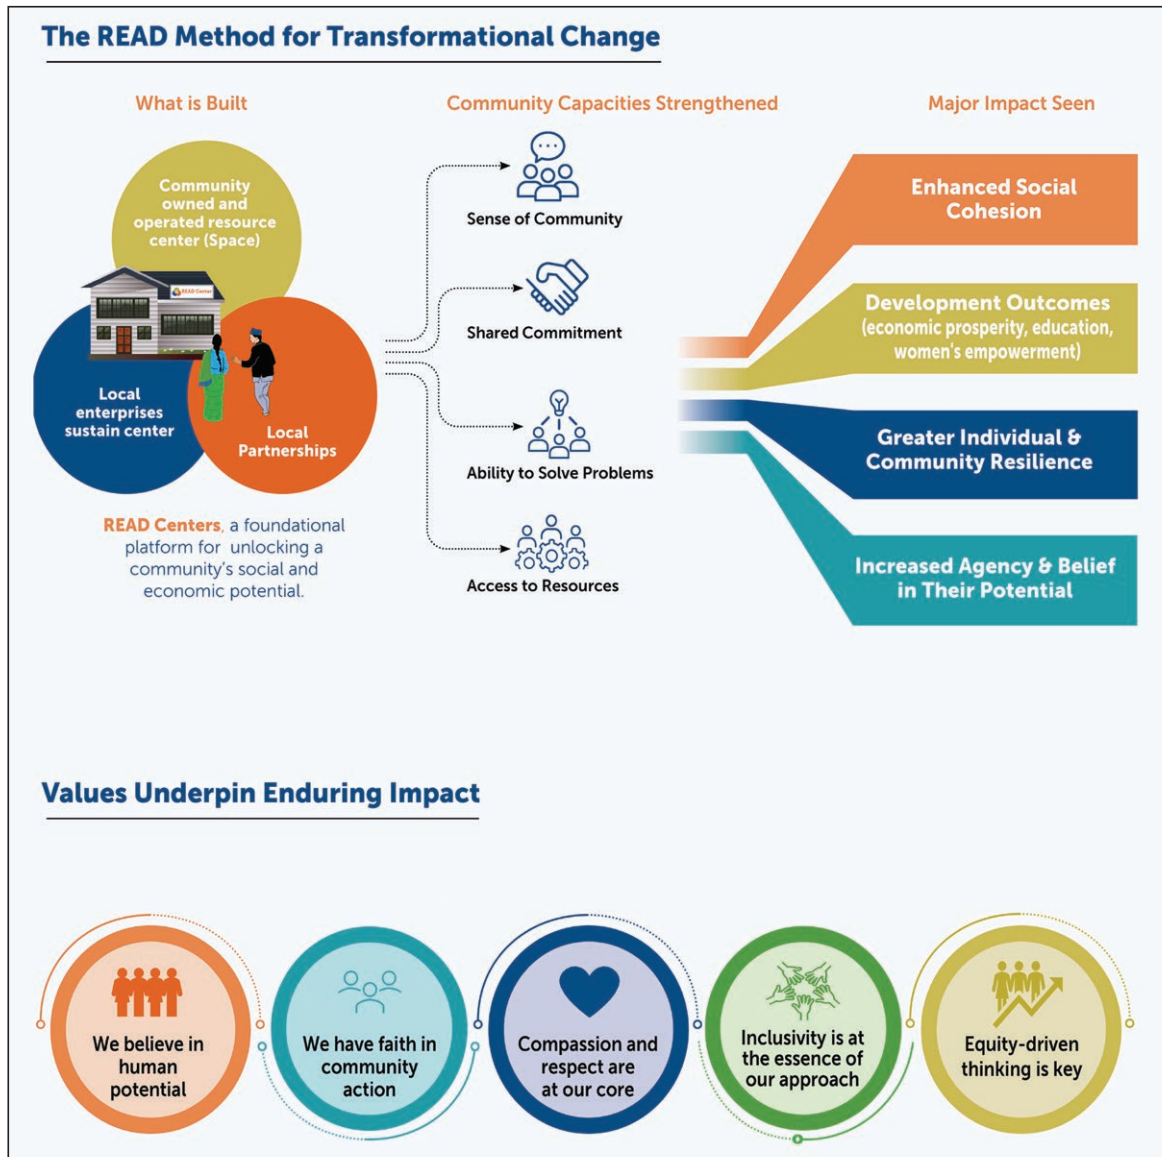 The READ Method for Transformational Change
What is Built
Community
owned and
operated resource
center (Space)
READ Center
Local
enterprises
sustain center
Local
Partnerships
READ Centers, a foundational
platform for unlocking a
community's social and
economic potential.
Community Capacities Strengthened
Sense of Community
Shared Commitment
Ability to Solve Problems
Access to Resources
Major Impact Seen
Enhanced Social
Cohesion
Development Outcomes
(economic prosperity, education,
women's empowerment)
Greater Individual &
Community Resilience
Increased Agency & Belief
in Their Potential
Values Underpin Enduring Impact
We believe in
human
potential
We have faith in
community
action
Compassion and
respect are
at our core
Inclusivity is at
the essence of
our approach
Equity-driven
thinking is key